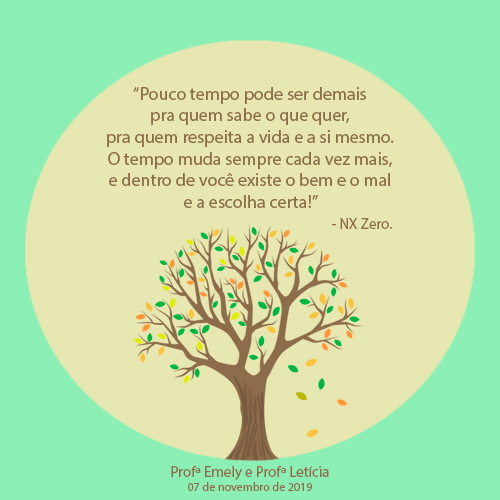 “Pouco tempo pode ser demais
pra quem sabe o que quer,
pra quem respeita a vida e a si mesmo.
O tempo muda sempre cada vez mais,
e dentro de você existe o bem e o mal
e a escolha certa!”
- NX Zero.
Profª Emely e Profª Letícia
07 de novembro de 2019